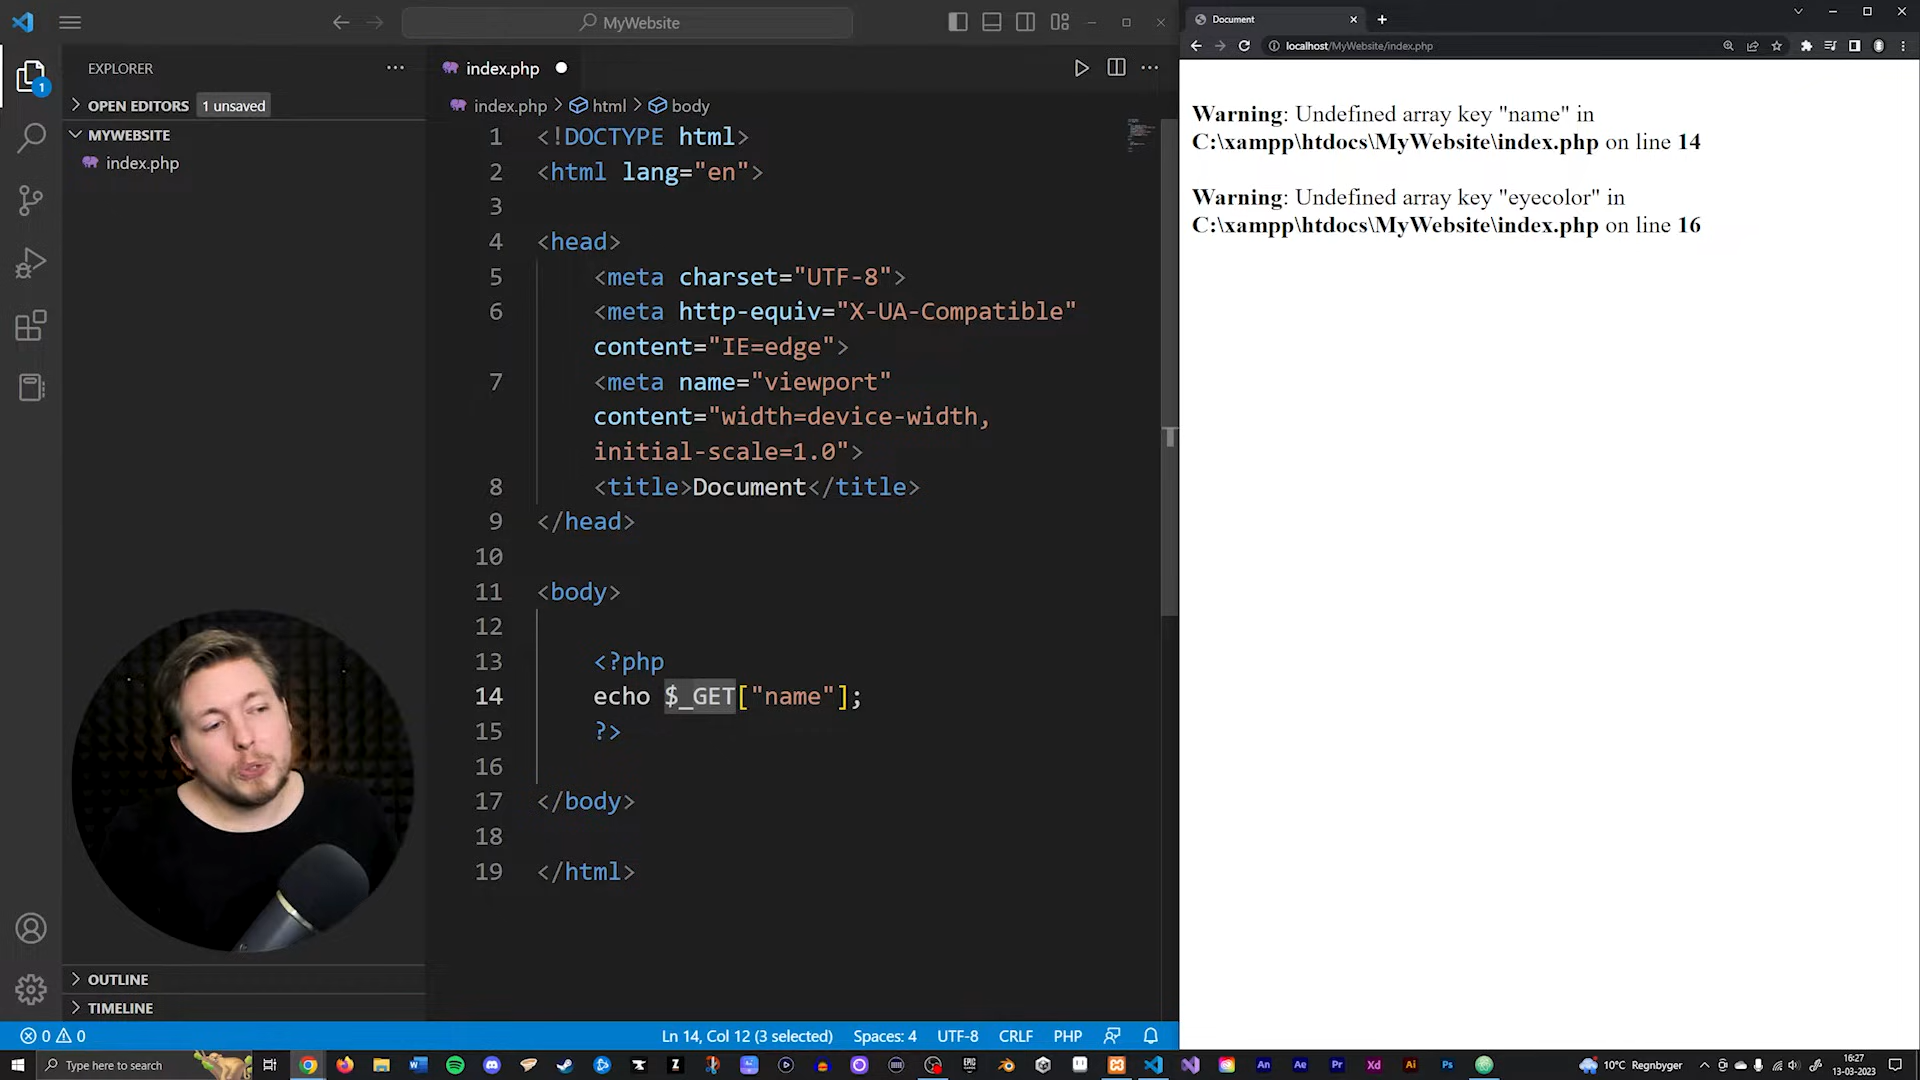 MyWebsite
EXPLORER
OPEN EDITORS 1 unsaved
MYWEBSITE
index.php
1
OUTLINE
TIMELINE
index.php
index.php > html > body
1 <!DOCTYPE html>
2 <html lang="en">
3
4 <head>
5 <meta charset="UTF-8">
6 <meta http-equiv="X-UA-Compatible"
content="IE=edge">
7 <meta name="viewport"
content="width=device-width,
initial-scale=1.0">
8 <title>Document</title>
9 </head>
10
11 <body>
12
13 <?php
14 echo $_GET["name"];
15 ?>
16
17 </body>
18
19 </html>
0 0
Ln 14, Col 12 (3 selected) Spaces: 4 UTF-8 CRLF PHP
Document
localhost/MyWebsite/index.php
Warning: Undefined array key "name" in
C:\xampp\htdocs\MyWebsite\index.php on line 14
Warning: Undefined array key "eyecolor" in
C:\xampp\htdocs\MyWebsite\index.php on line 16
Type here to search
An Ae Pr Xd Ai Ps
10°C Regnbyger
16:27
13-03-2023